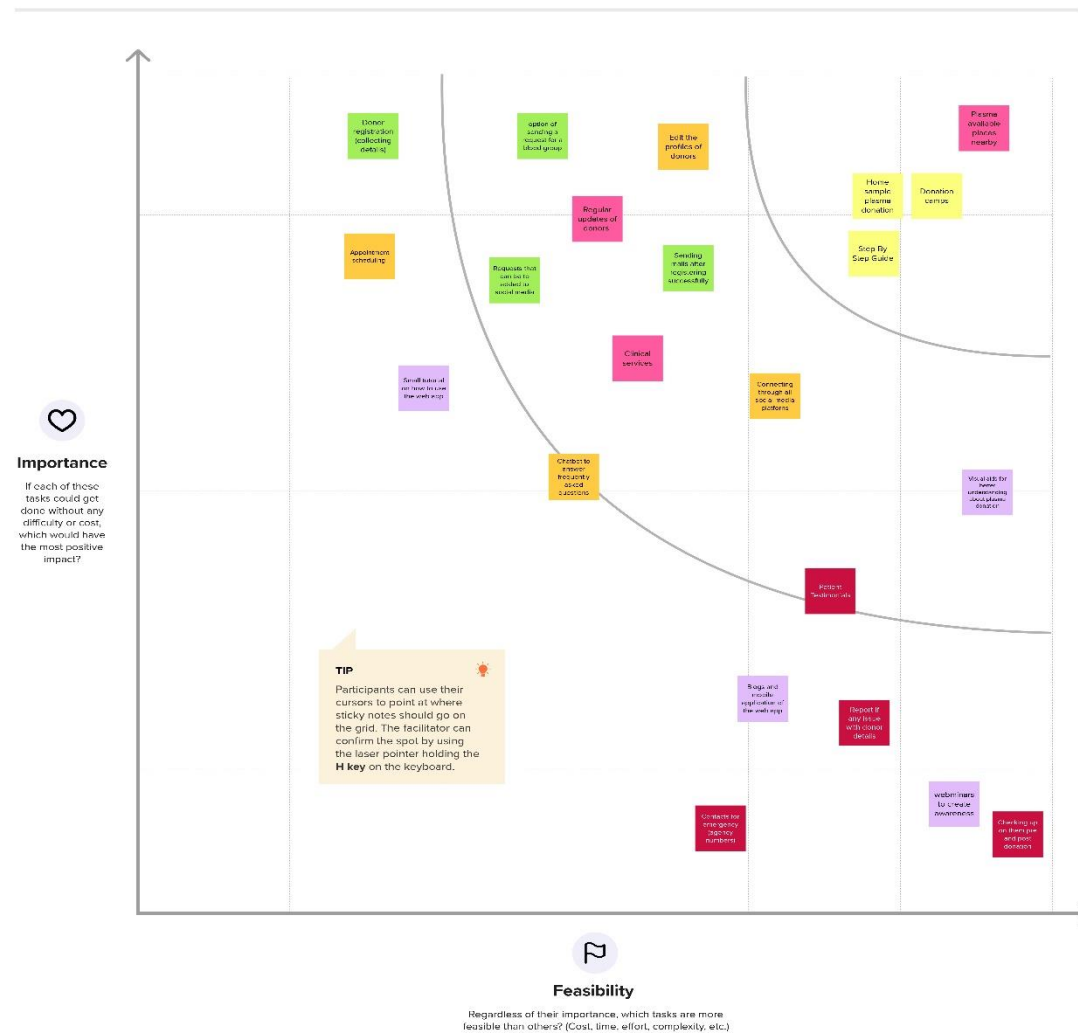 Donor
registration
(collecting
details)
option of
sending a
request for a
blood group
Edit the
profiles of
donors
Plasma
available
places
nearby
Home
sample
plasma
donation
Donation
camps
Regular
updates of
donors
Step By
Step Guide
Appointment
scheduling
Requests that
can be to
added to
social media
Sending
mails after
registering
successfully
Clinical
services
Small tutorial
on how to use
the web app
Connecting
through all
social media
platform
Importance
If each of these
tasks could get
done without any
difficulty or cost,
which would have
the most positive
impact?
Chatbot to
answer
frequently
asked
questions
Visual aids for
better
understanding
about plasma
donation
Patient
Testimonials
TIP
Participants can use their
cursors to point at where
sticky notes should go on
the grid. The facilitator can
confirm the spot by using
the laser pointer holding the
H key on the keyboard.
Blogs and
mobile
application of
the web app
Report if
any issue
with donor
details
webminars
to create
awareness
Contacts for
emergency
(agency
numbers)
Checking up
on them pre
and post
donation
Feasibility
Regardless of their importance, which tasks are more
feasible than others? (Cost, time, effort, complexity, etc.)